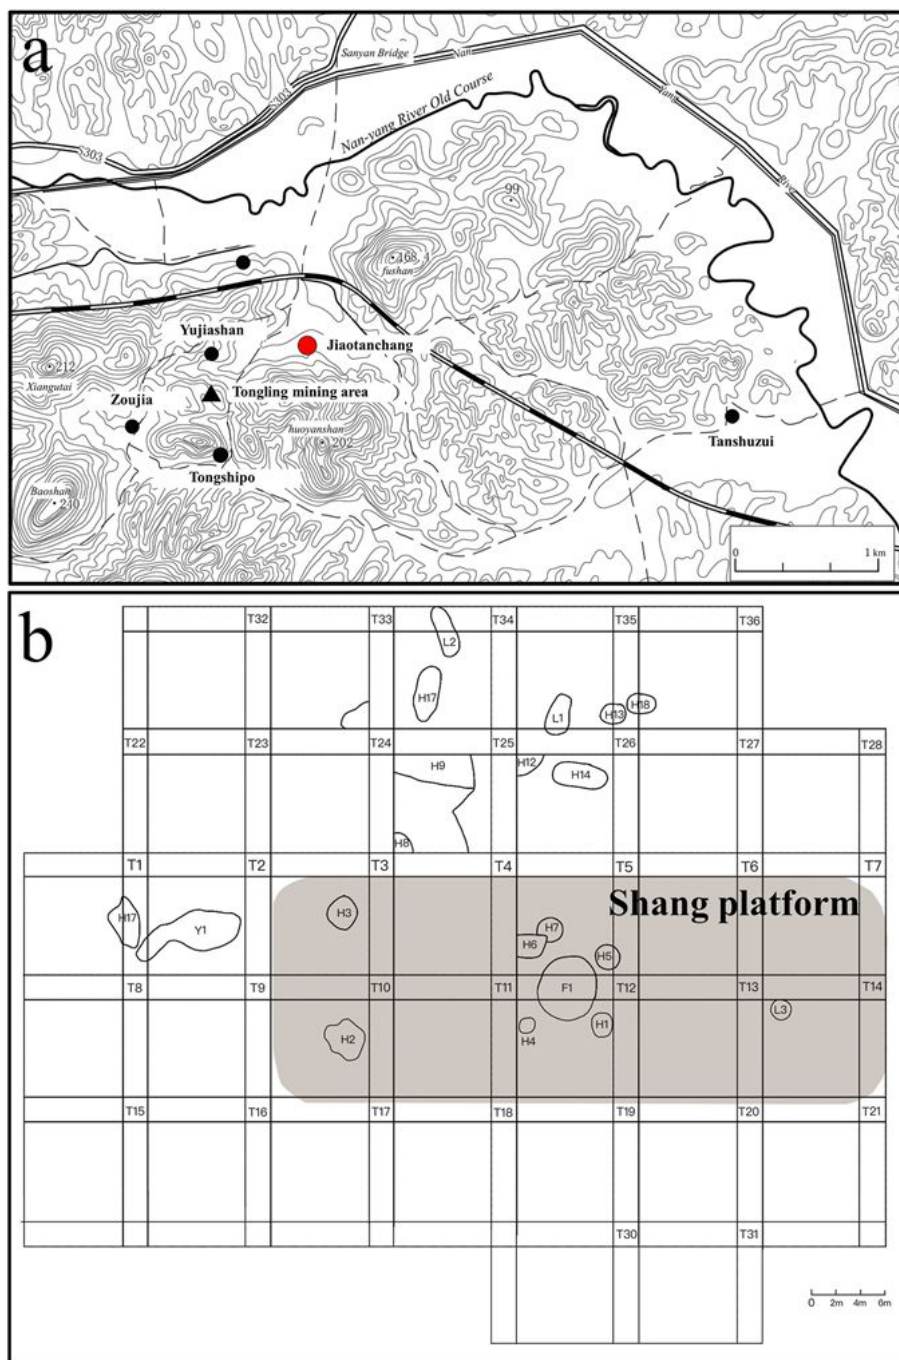 a
Sanyan Bridge
Nan
S303
Nan-yang River Old Course
Yang
S303
99
River
168.4
fushan
Yujiashan
Jiaotanchang
212
Xiangutai
Zoujia
Tongling mining area
huoyanshan
202
Tanshuzui
Tongshipo
Baoshan
240
0 1 km
b
T32 T33 T34 T35 T36
L2
H17
L1 H13 H18
T22 T23 T24 T25 T26 T27 T28
H9 H12 H14
H8
T1 T2 T3 T4 T5 T6 T7
Shang platform
H17 Y1 H3 H7
H6
H5
T8 T9 T10 T11 F1 T12 T13 T14
L3
H2 H4 H1
T15 T16 T17 T18 T19 T20 T21
T30 T31
0 2m 4m 6m